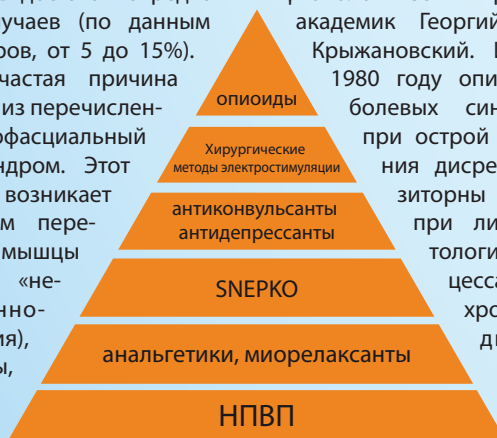 учаев (по данным
ров, от 5 до 15%).
частая причина
из перечислен-
офасциальный
ндром. Этот
возникает
м пере-
мышцы
«не-
нно-
ия),
ы,
опиоиды
Хирургические
методы электростимуляции
антиконвульсанты
антидепрессанты
SNEPKO
анальгетики, миорелаксанты
НПВП
академик Георгий
Крыжановский.
1980 году опи
болевых син
при острой
ния дисре
зиторны
при ли
тологи
цесса
хро